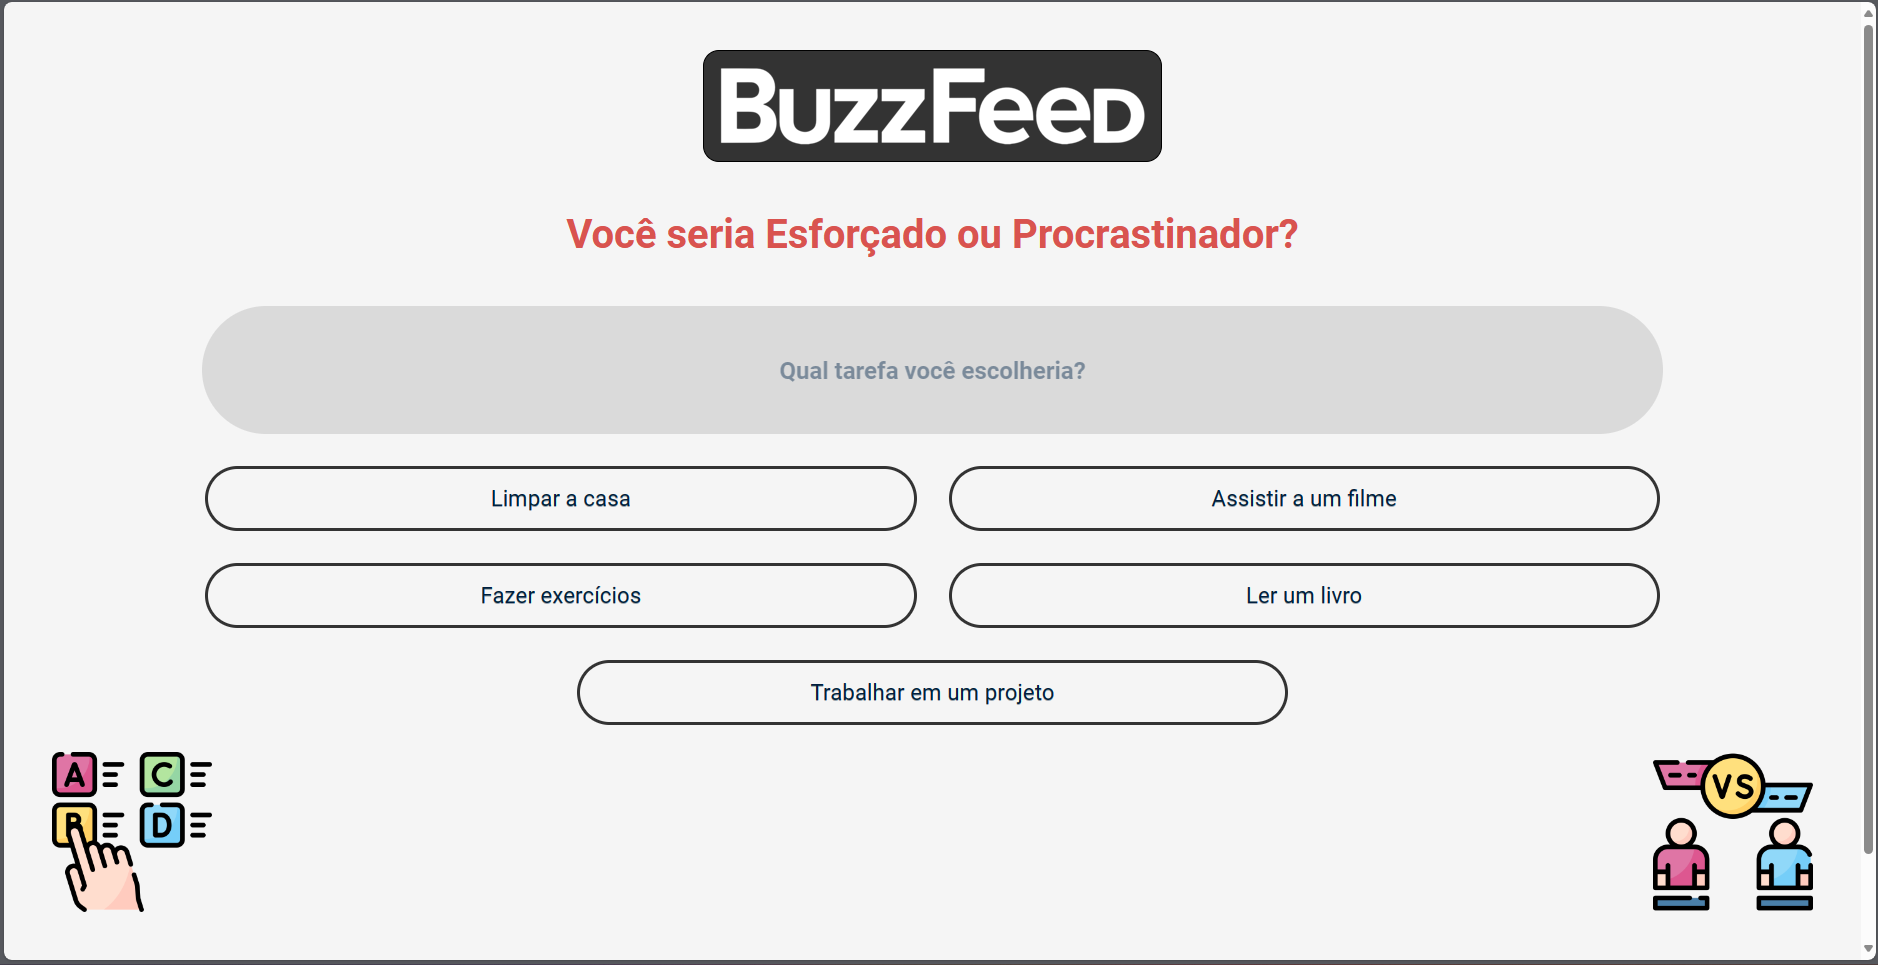 BuzzFeed
Você seria Esforçado ou Procrastinador?
Qual tarefa você escolheria?
Limpar a casa
Assistir a um filme
Fazer exercícios
Ler um livro
Trabalhar em um projeto
A
C
B
D
VS